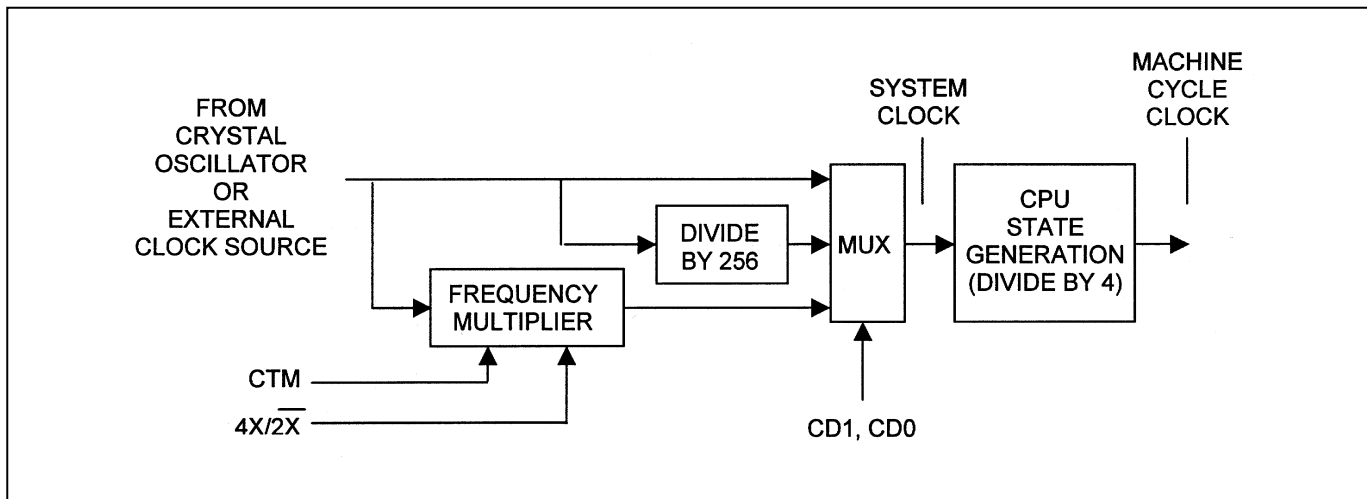 FROM
CRYSTAL
OSCILLATOR
OR
EXTERNAL
CLOCK SOURCE
SYSTEM
CLOCK
MACHINE
CYCLE
CLOCK
DIVIDE
BY 256
MUX
CPU
STATE
GENERATION
(DIVIDE BY 4)
FREQUENCY
MULTIPLIER
CTM
4X/2X̅
CD1, CD0